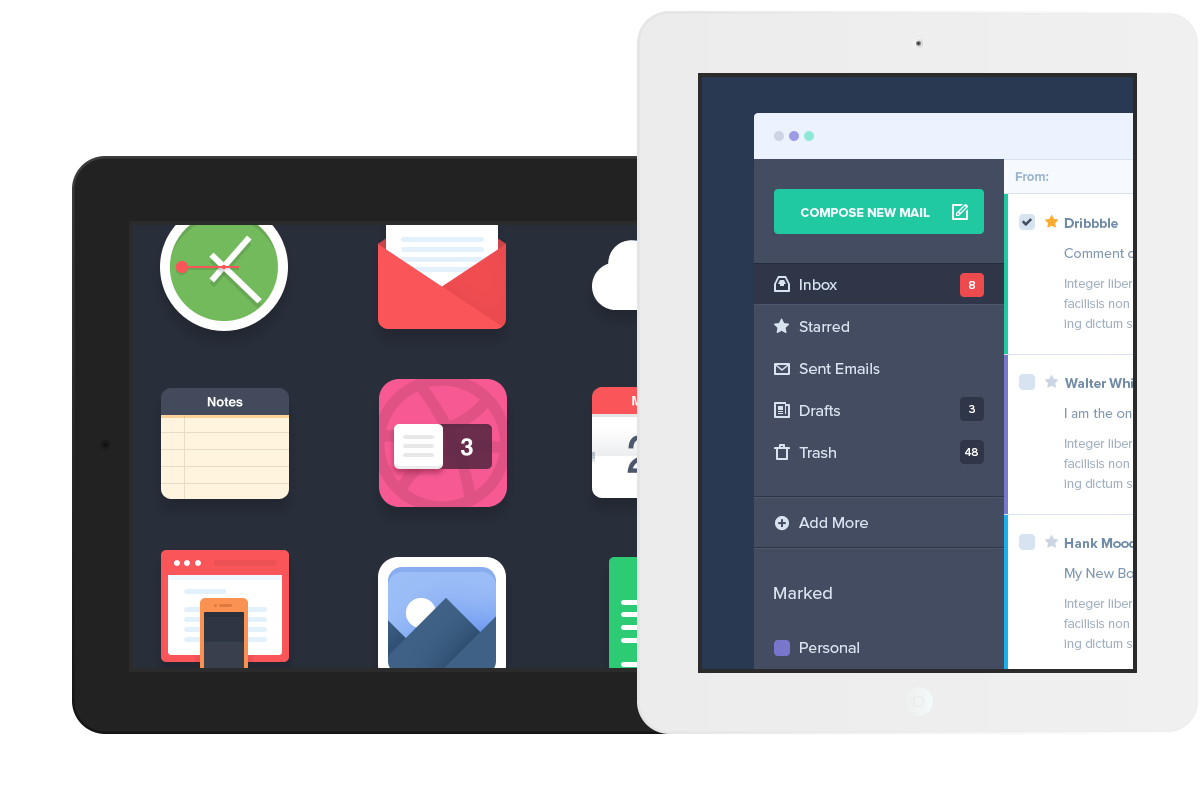 Notes
3
COMPOSE NEW MAIL
Inbox 8
Starred
Sent Emails
Drafts 3
Trash 48
Add More
Marked
Personal
From:
Dribbble
Comment
Integer liber
facilisis non
ing dictum s
Walter Whi
I am the on
Integer liber
facilisis non
ing dictum s
Hank Mood
My New Bo
Integer liber
facilisis non
ing dictum s